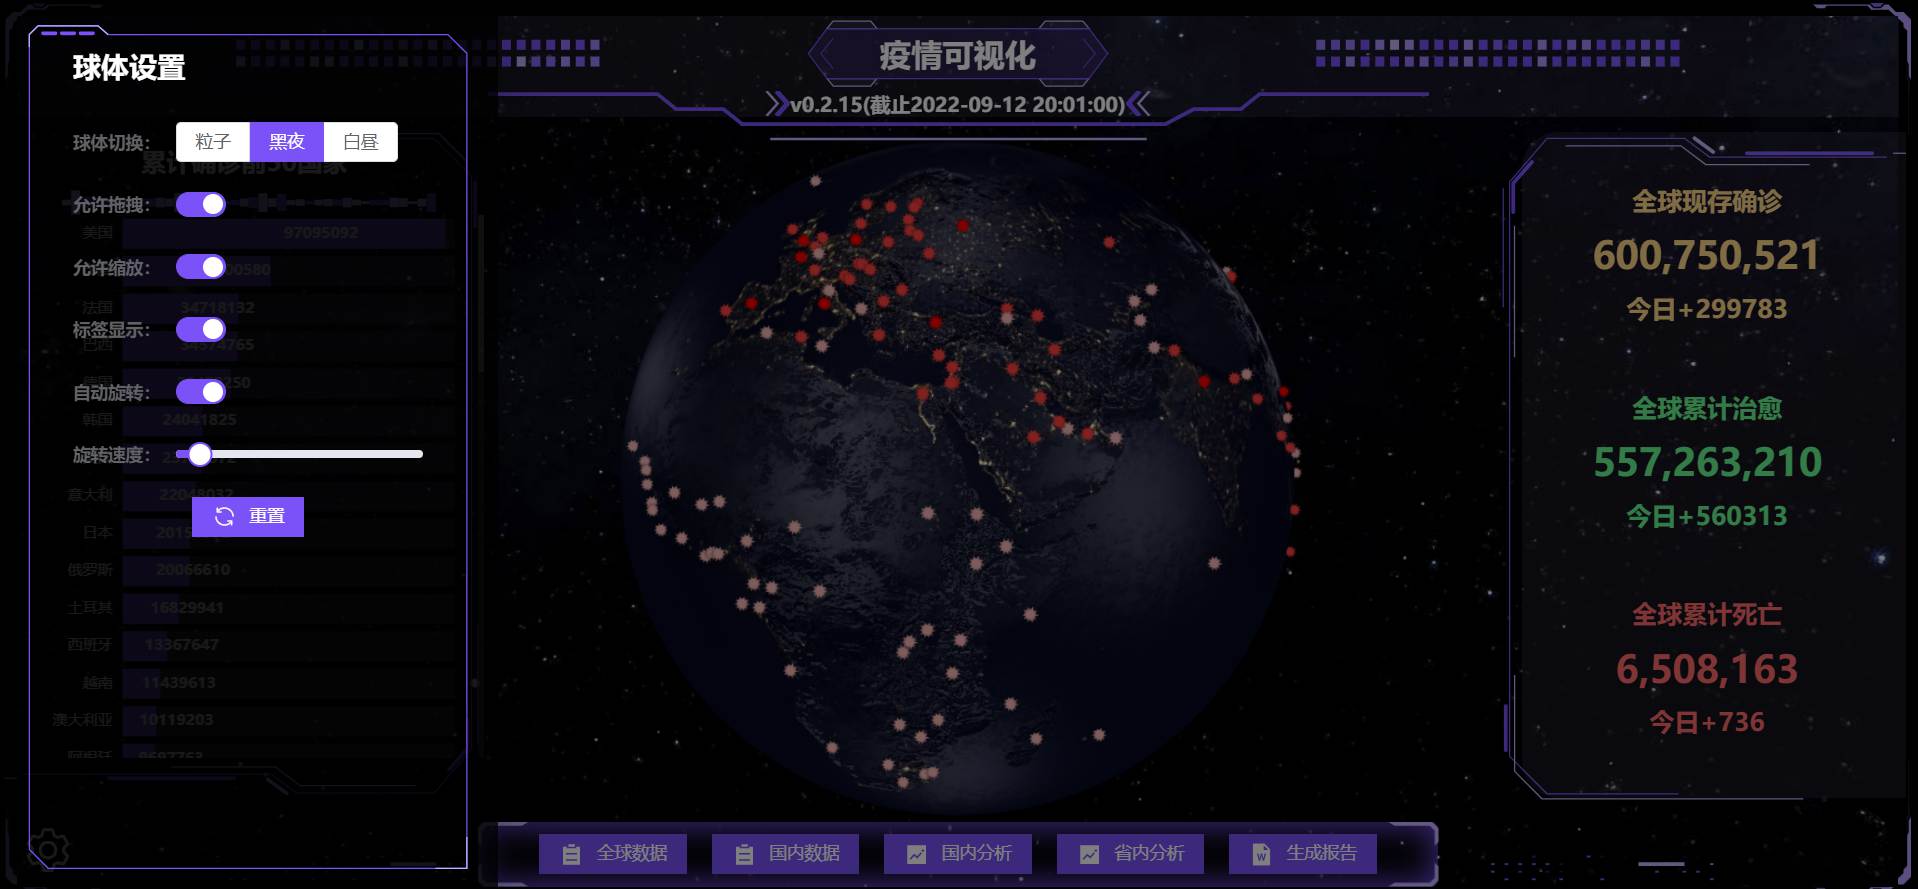 疫情可视化
v0.2.15(截止2022-09-12 20:01:00)
球体设置
球体切换：
粒子
黑夜
白昼
允许拖拽：
允许缩放：
标签显示：
自动旋转：
旋转速度：
重置
美国 97095092
法国 34718132
韩国 24041825
意大利 22048032
日本
俄罗斯 20066610
土耳其 16829941
西班牙 13367647
越南 11439613
澳大利亚 10119203
阿根廷 9697763
全球现存确诊
600,750,521
今日+299783
全球累计治愈
557,263,210
今日+560313
全球累计死亡
6,508,163
今日+736
全球数据
国内数据
国内分析
省内分析
生成报告